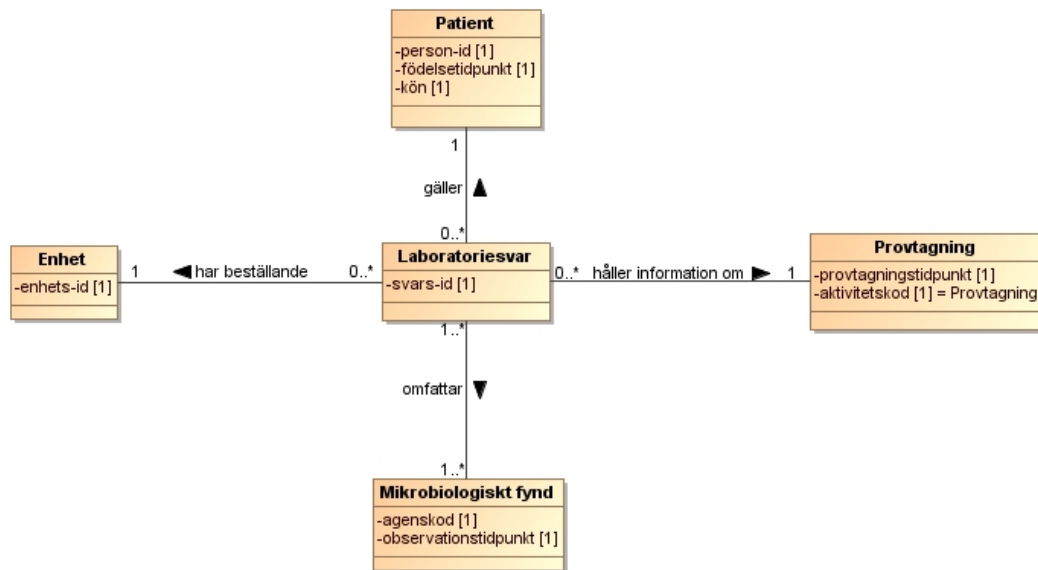 Patient
-person-id [1]
-födelsetidpunkt [1]
-kön [1]
1
gäller
0..*
Enhet
-enhets-id [1]
1
har beställande
0..*
Laboratoriesvar
-svars-id [1]
0..*
håller information om
1
Provtagning
-provtagningstidpunkt [1]
-aktivitetskod [1] = Provtagning
1..*
omfattar
1..*
Mikrobiologiskt fynd
-agenskod [1]
-observationstidpunkt [1]